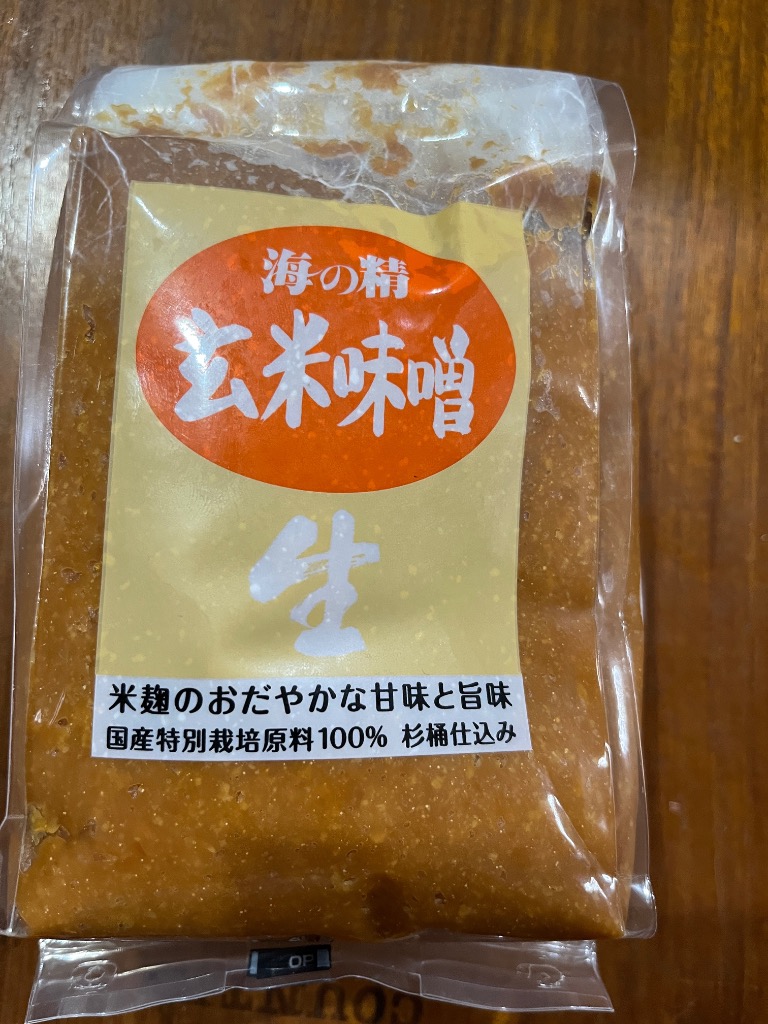 海の精
玄米味噌
生
米麹のおだやかな甘味と旨味
国産特別栽培原料100% 杉桶仕込み
OP
COUNT